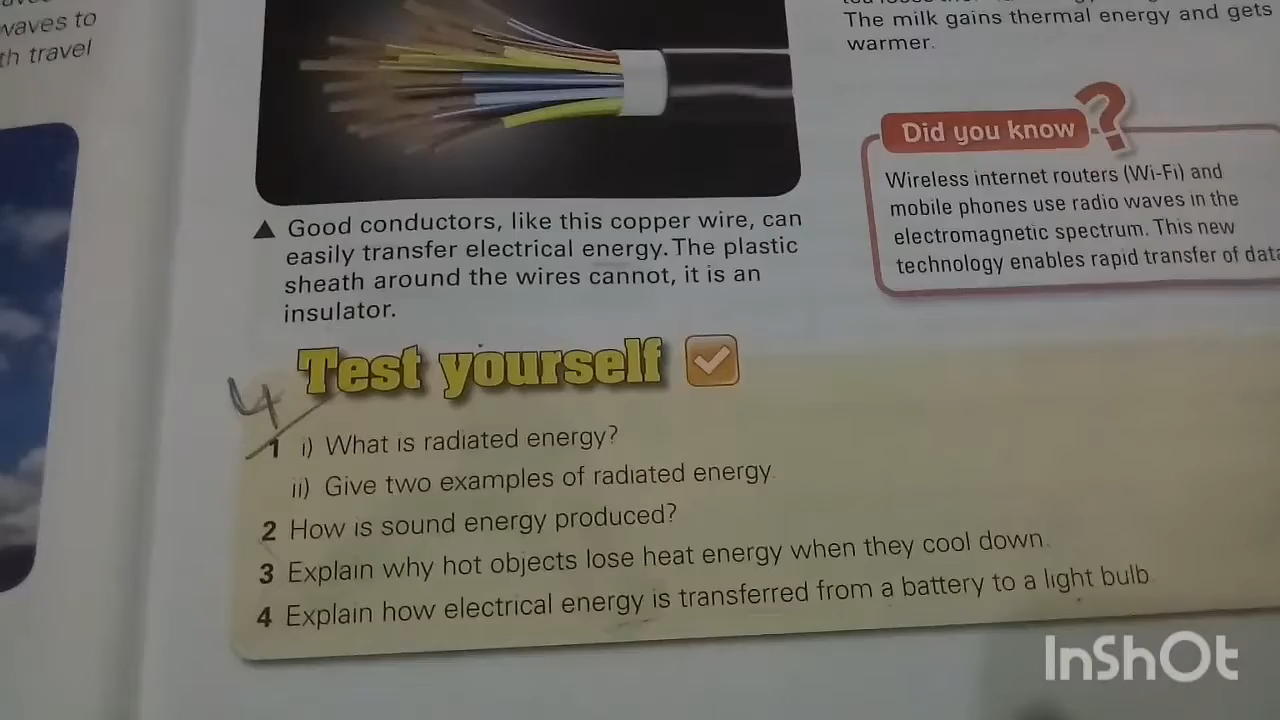 waves to
th travel
The milk gains thermal energy and gets
warmer.
Did you know ?
Wireless internet routers (Wi-Fi) and
mobile phones use radio waves in the
electromagnetic spectrum. This new
technology enables rapid transfer of data
▲ Good conductors, like this copper wire, can
easily transfer electrical energy. The plastic
sheath around the wires cannot, it is an
insulator.
Test yourself
4
1 i) What is radiated energy?
ii) Give two examples of radiated energy.
2 How is sound energy produced?
3 Explain why hot objects lose heat energy when they cool down.
4 Explain how electrical energy is transferred from a battery to a light bulb.
InShOt